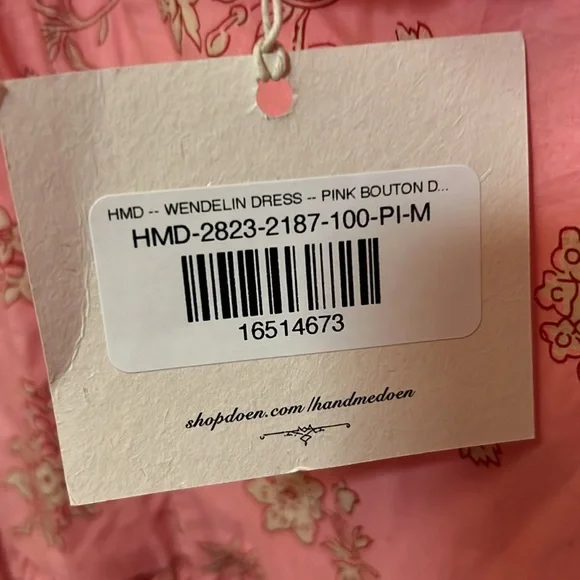 HMD -- WENDELIN DRESS -- PINK BOUTON D...
HMD-2823-2187-100-PI-M
16514673
shopdoen.com/handmedoen